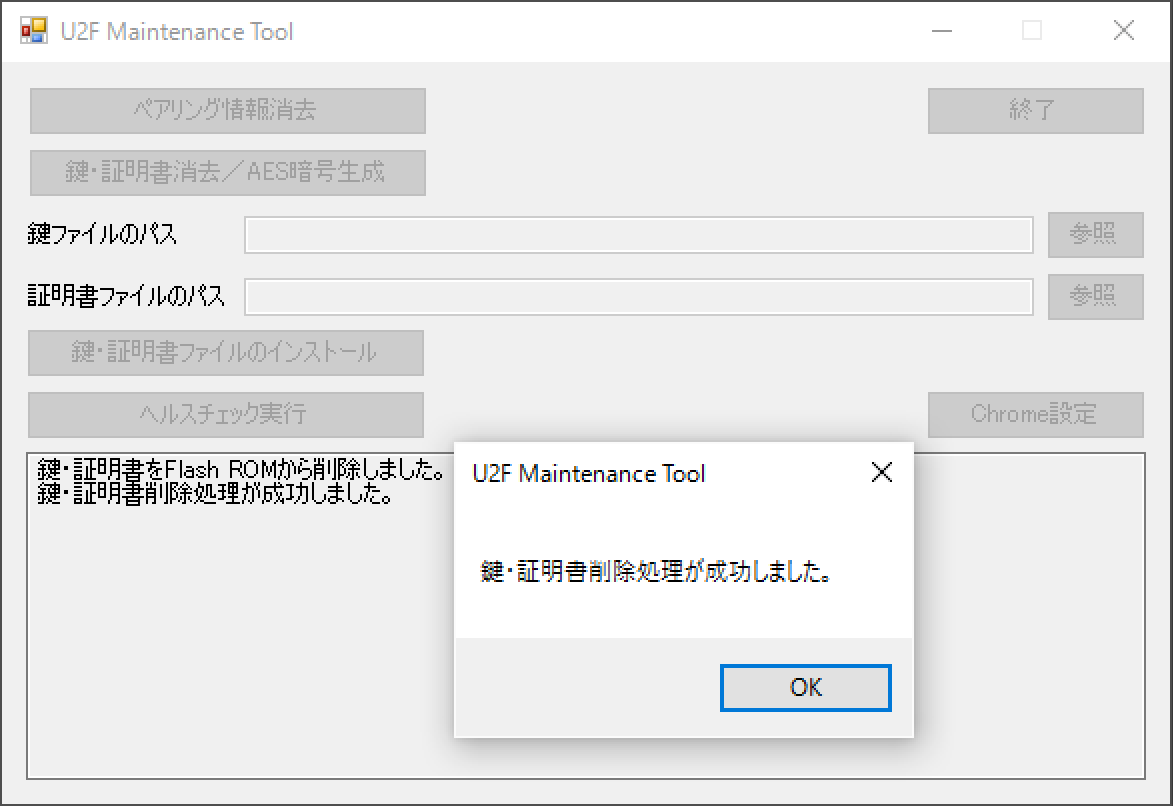 U2F Maintenance Tool
ペアリング情報消去
終了
鍵・証明書消去／AES暗号生成
鍵ファイルのパス
参照
証明書ファイルのパス
参照
鍵・証明書ファイルのインストール
ヘルスチェック実行
Chrome設定
鍵・証明書をFlash ROMから削除しました。
鍵・証明書削除処理が成功しました。
U2F Maintenance Tool
鍵・証明書削除処理が成功しました。
OK